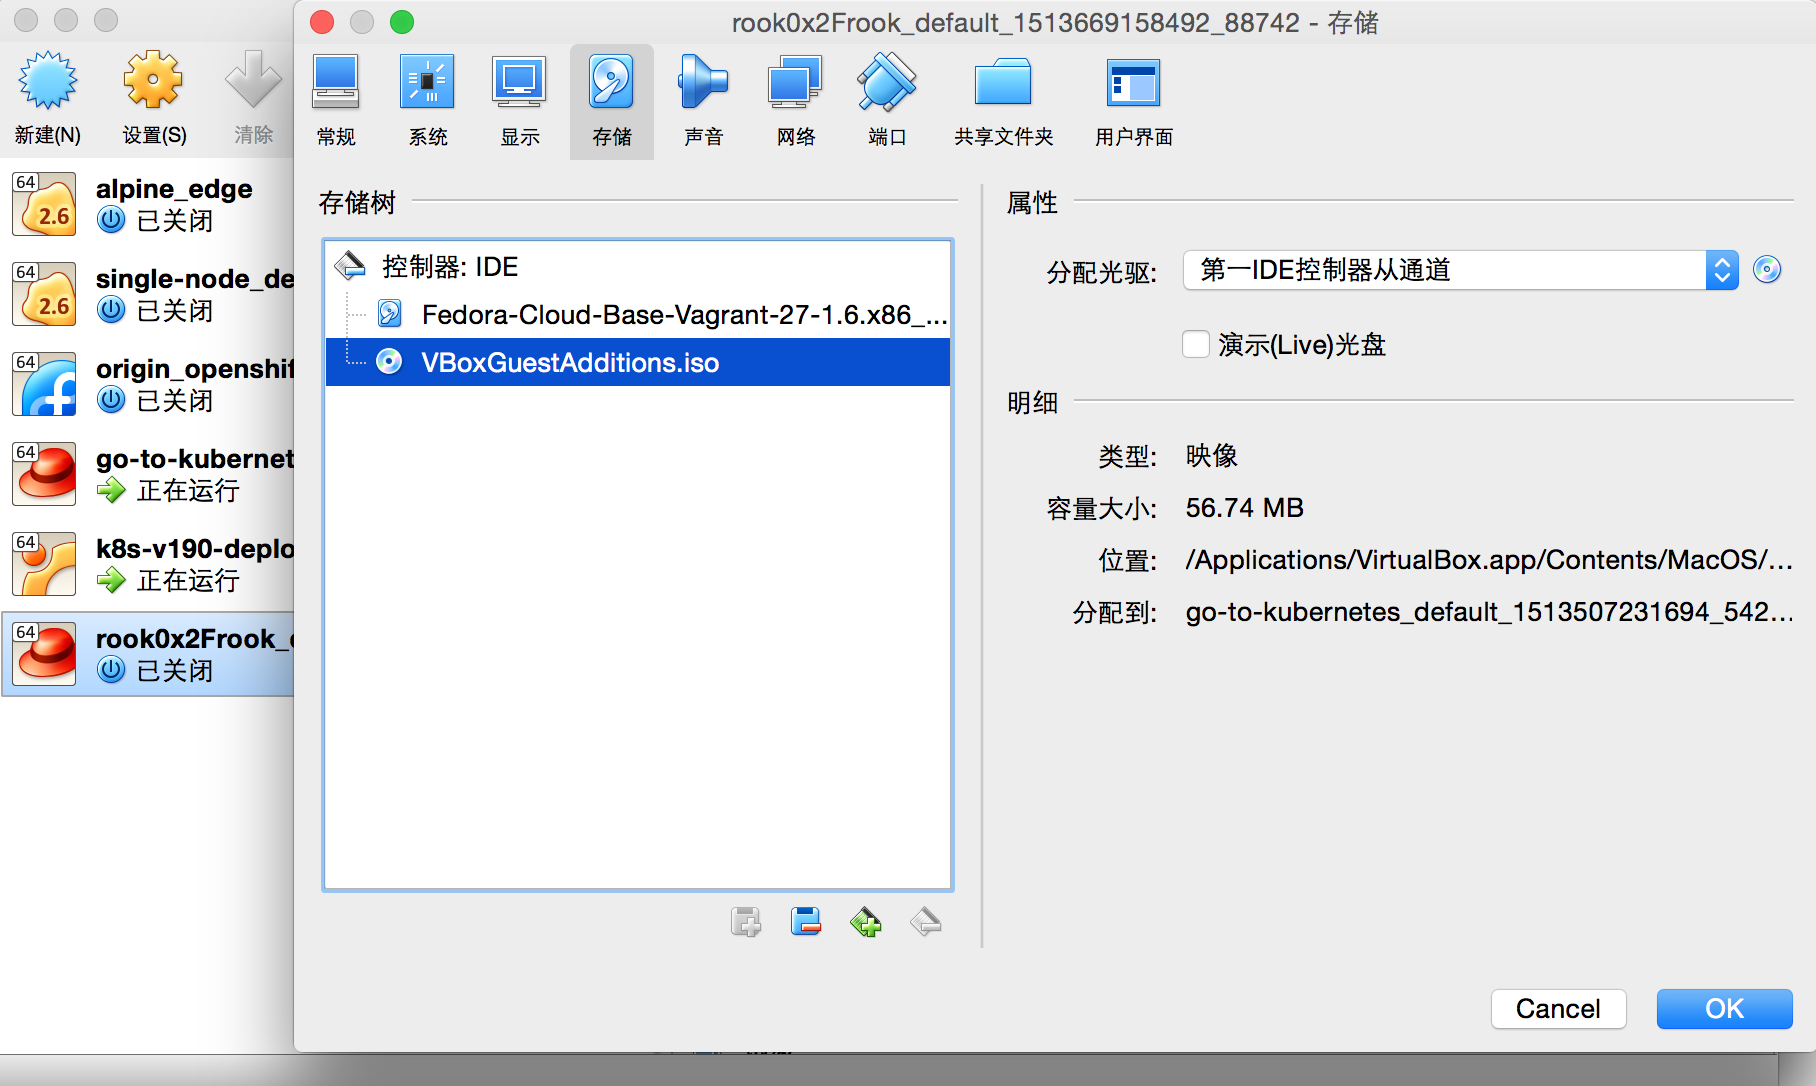 rook0x2Frook_default_1513669158492_88742 - 存储
新建(N)
设置(S)
清除
常规
系统
显示
存储
声音
网络
端口
共享文件夹
用户界面
64
2.6
alpine_edge
已关闭
64
2.6
single-node_de
已关闭
64
origin_openshif
已关闭
64
go-to-kubernet
正在运行
64
k8s-v190-deplo
正在运行
64
rook0x2Frook_
已关闭
存储树
控制器: IDE
Fedora-Cloud-Base-Vagrant-27-1.6.x86_...
VBoxGuestAdditions.iso
属性
分配光驱: 第一IDE控制器从通道
演示(Live)光盘
明细
类型: 映像
容量大小: 56.74 MB
位置: /Applications/VirtualBox.app/Contents/MacOS/...
分配到: go-to-kubernetes_default_1513507231694_542...
Cancel
OK